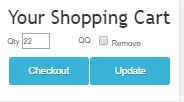 Your Shopping Cart
Qty 22 QQ Remove
Checkout Update